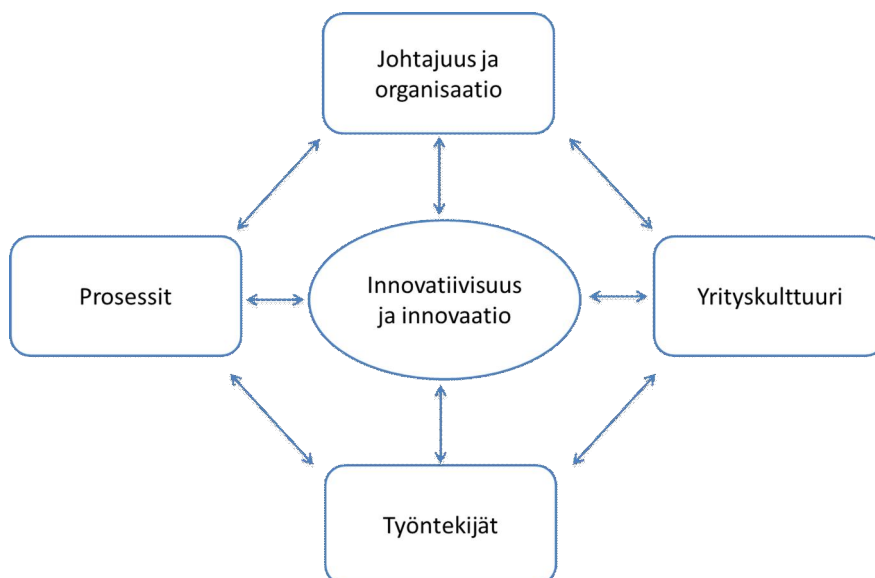 Johtajuus ja
organisaatio
Prosessit
Innovatiivisuus
ja innovaatio
Yrityskulttuuri
Työntekijät